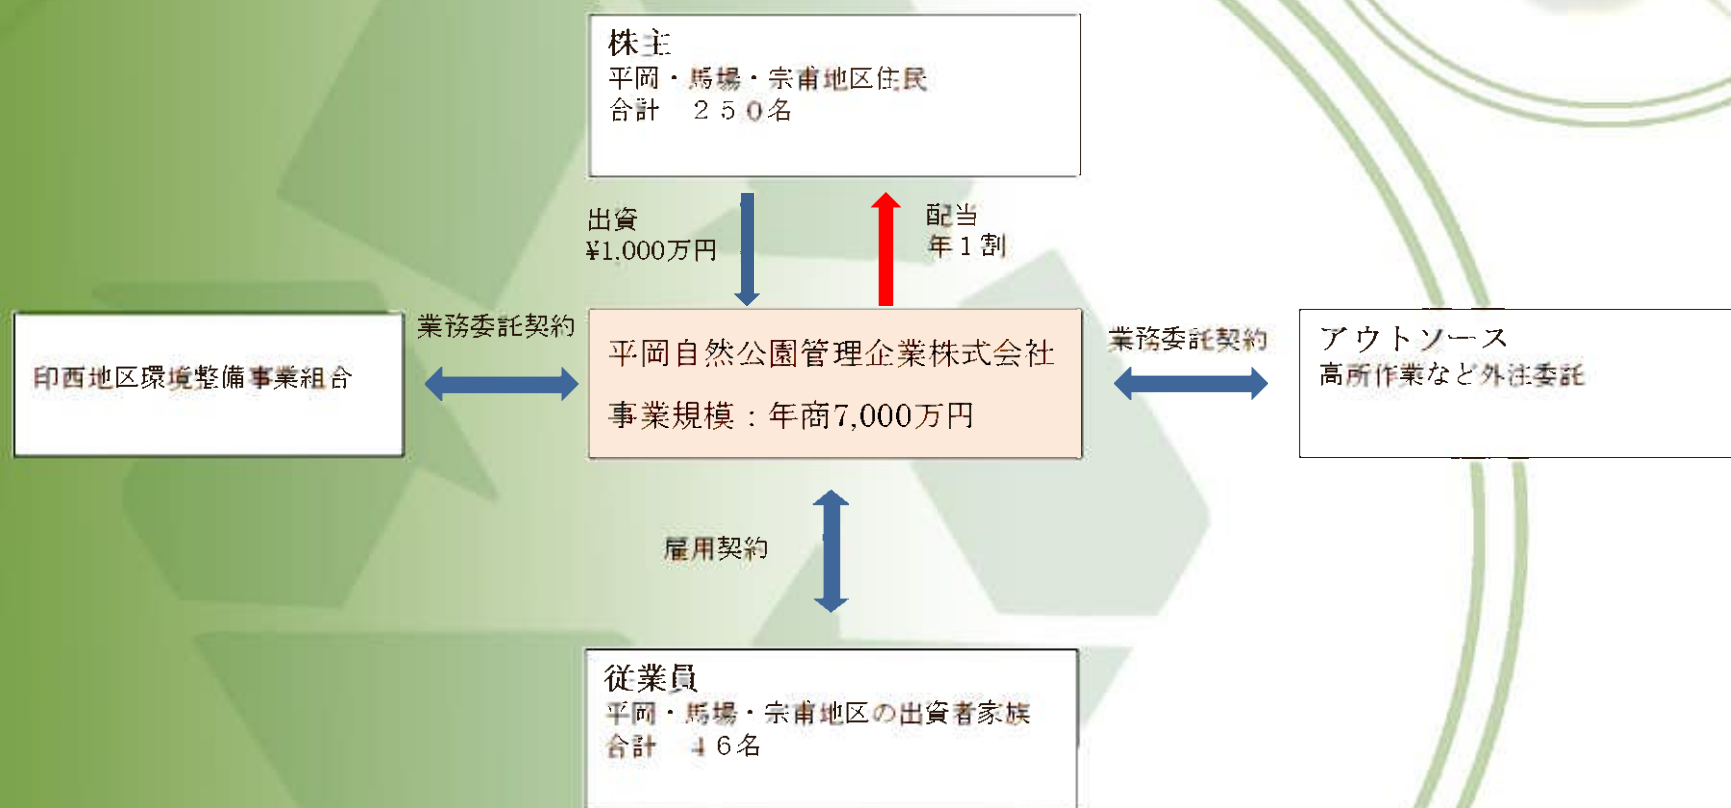 株主
平岡・馬場・宗甫地区住民
合計　２５０名
出資
¥1,000万円
配当
年１割
印西地区環境整備事業組合
業務委託契約
平岡自然公園管理企業株式会社
事業規模：年商7,000万円
業務委託契約
アウトソース
高所作業など外注委託
雇用契約
従業員
平岡・馬場・宗甫地区の出資者家族
合計　４６名